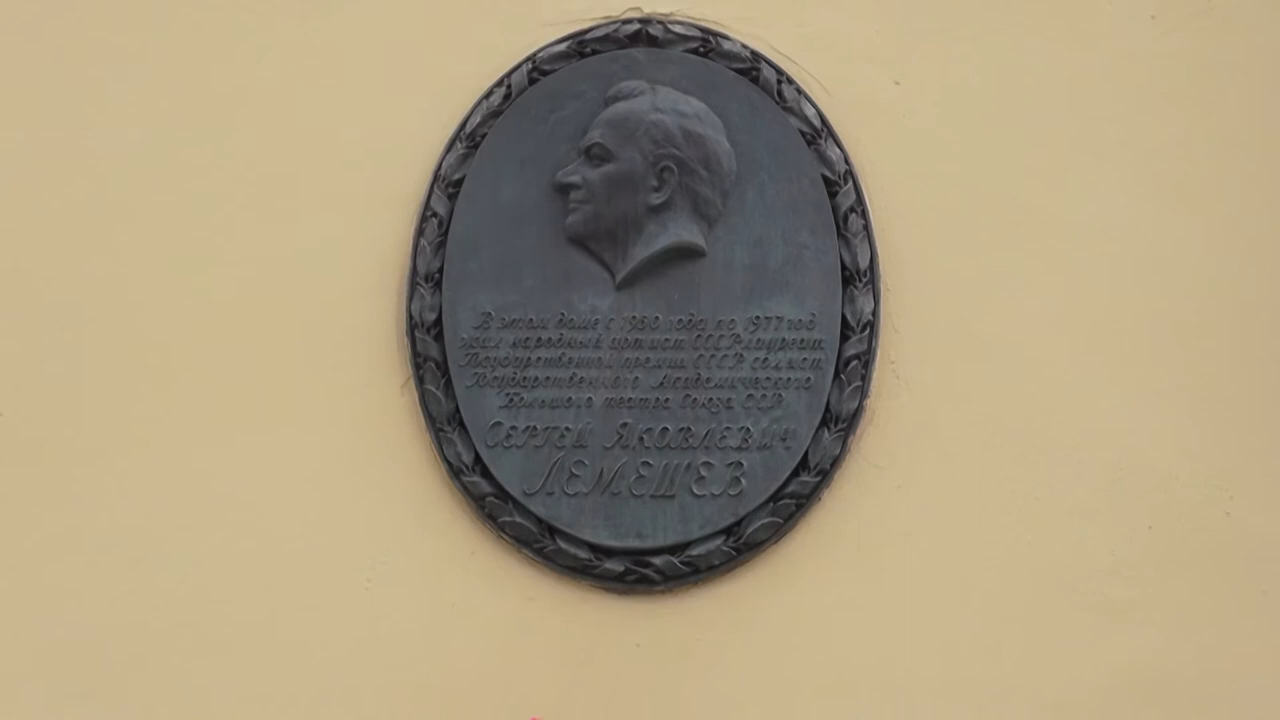 В этом доме с 1950 года по 1977 год
жил народный артист СССР лауреат
Государственной премии СССР, солист
Государственного Академического
Большого театра Союза ССР
СЕРГЕЙ ЯКОВЛЕВИЧ
ЛЕМЕШЕВ